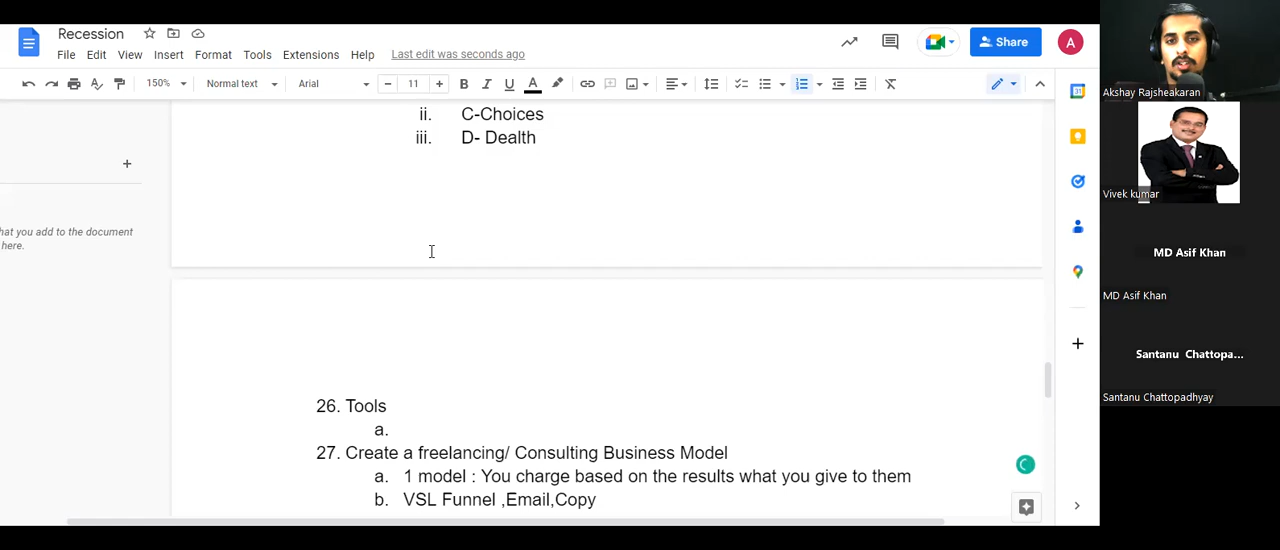 Recession
File Edit View Insert Format Tools Extensions Help Last edit was seconds ago
Share
A
150% Normal text Arial 11
B I U A
ii. C-Choices
iii. D- Dealth
hat you add to the document
here.
26. Tools
a.
27. Create a freelancing/ Consulting Business Model
a. 1 model : You charge based on the results what you give to them
b. VSL Funnel ,Email,Copy
Akshay Rajsheakaran
Vivek kumar
MD Asif Khan
MD Asif Khan
Santanu Chattopa...
Santanu Chattopadhyay